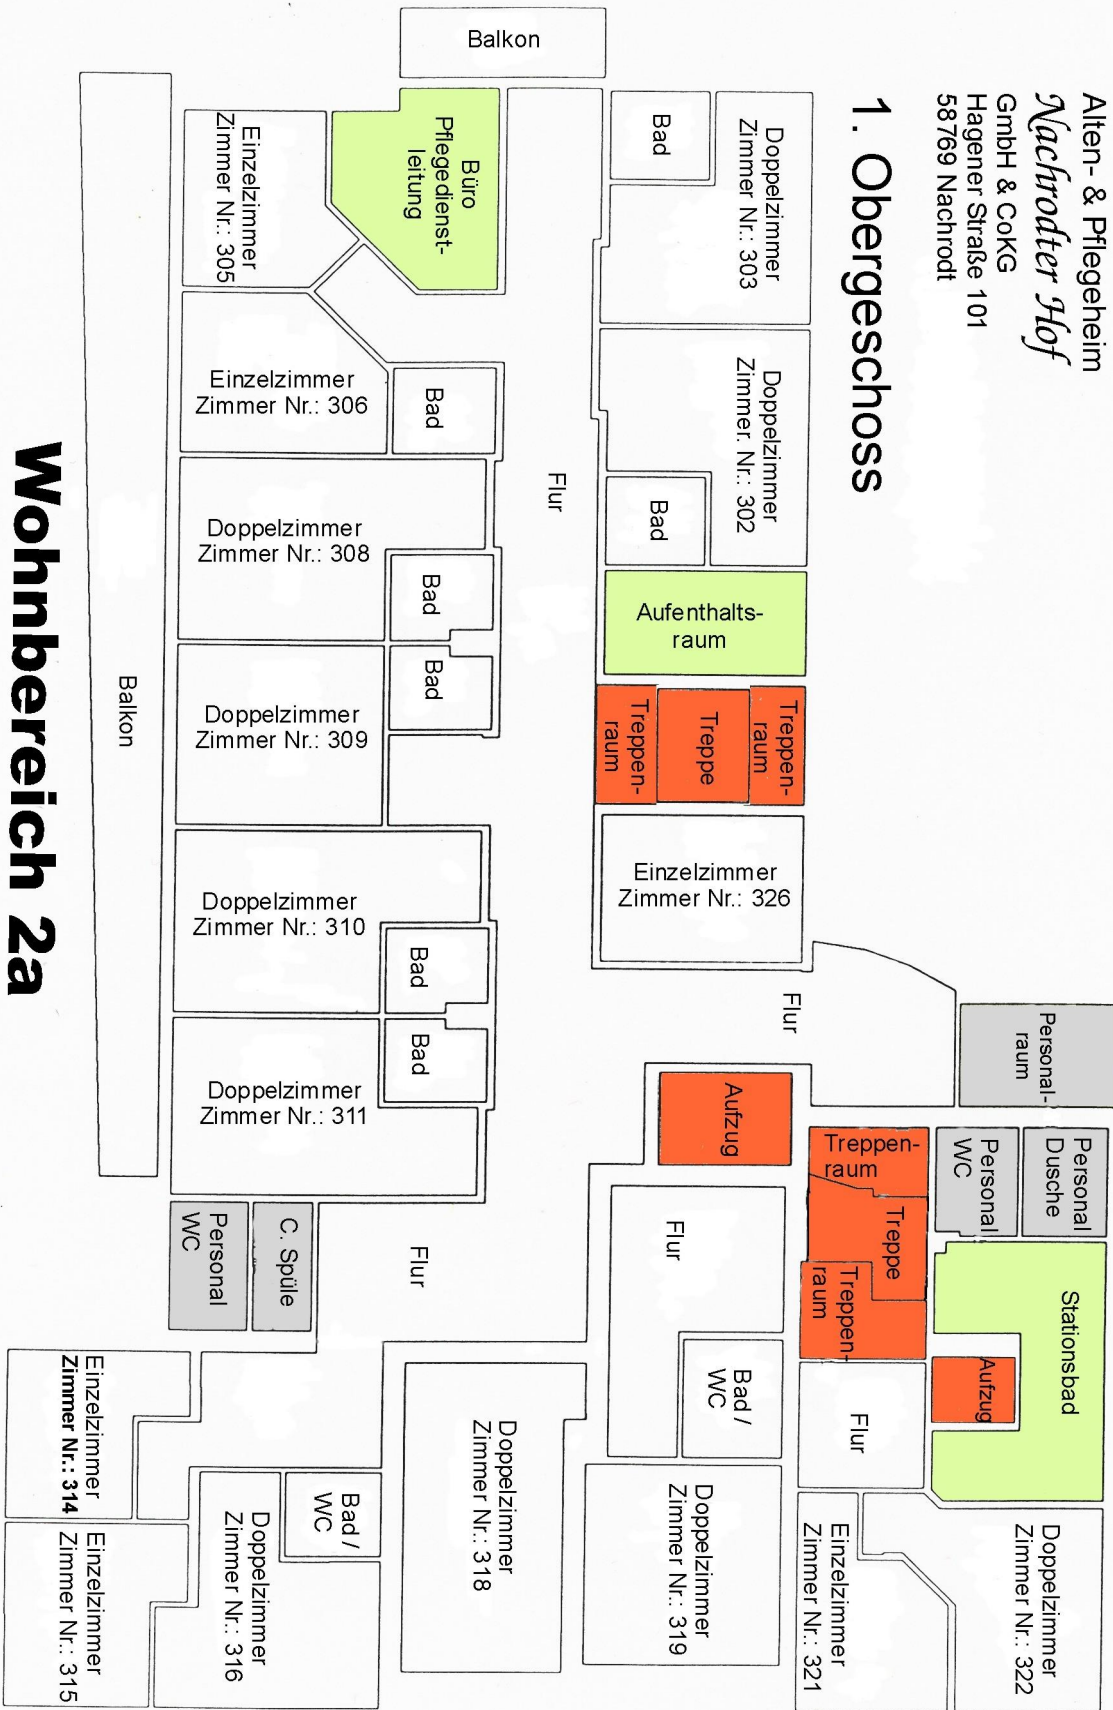 Alten- & Pflegeheim
Nachrodter Hof
GmbH & CoKG
Hagener Straße 101
58769 Nachrodt
1. Obergeschoss
Balkon
Büro
Pflegedienst-
leitung
Bad
Doppelzimmer
Zimmer Nr.: 303
Einzelzimmer
Zimmer Nr.: 305
Einzelzimmer
Zimmer Nr.: 306
Bad
Doppelzimmer
Zimmer. Nr.: 302
Bad
Flur
Doppelzimmer
Zimmer Nr.: 308
Bad
Aufenthalts-
raum
Bad
Doppelzimmer
Zimmer Nr.: 309
Treppen-
raum
Treppe
Treppen-
raum
Balkon
Einzelzimmer
Zimmer Nr.: 326
Doppelzimmer
Zimmer Nr.: 310
Bad
Flur
Personal-
raum
Bad
Doppelzimmer
Zimmer Nr.: 311
Aufzug
Treppen-
raum
Personal
WC
Personal
Dusche
Treppe
Treppen-
raum
Personal
WC
C. Spüle
Flur
Flur
Stationsbad
Aufzug
Flur
Bad /
WC
Einzelzimmer
Zimmer Nr.: 314
Einzelzimmer
Zimmer Nr.: 315
Bad /
WC
Doppelzimmer
Zimmer Nr.: 316
Doppelzimmer
Zimmer Nr.: 318
Doppelzimmer
Zimmer Nr.: 319
Einzelzimmer
Zimmer Nr.: 321
Doppelzimmer
Zimmer Nr.: 322
Wohnbereich 2a